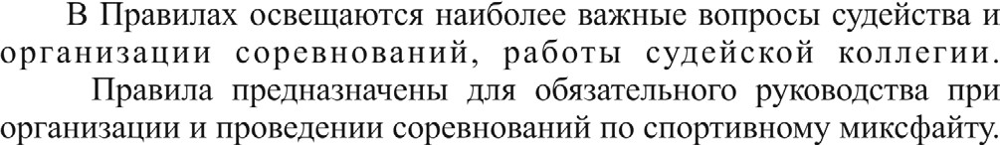 В Правилах освещаются наиболее важные вопросы судейства и
организации соревнований, работы судейской коллегии.
Правила предназначены для обязательного руководства при
организации и проведении соревнований по спортивному миксфайту.